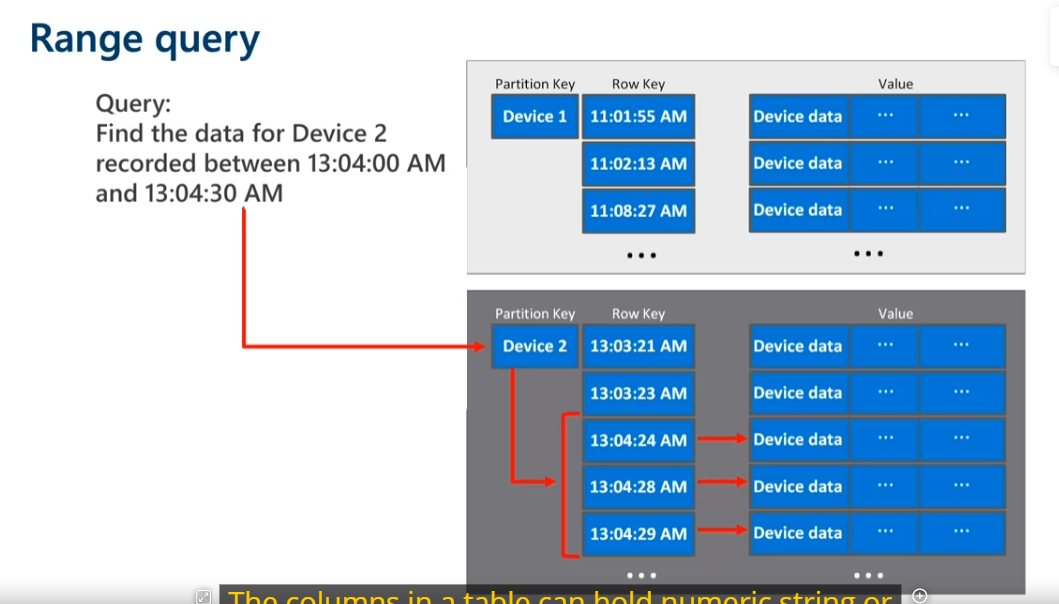 Range query
Query:
Find the data for Device 2
recorded between 13:04:00 AM
and 13:04:30 AM
Partition Key Row Key Value
Device 1 11:01:55 AM Device data ... ...
11:02:13 AM Device data ... ...
11:08:27 AM Device data ... ...
... ...
Partition Key Row Key Value
Device 2 13:03:21 AM Device data ... ...
13:03:23 AM Device data ... ...
13:04:24 AM Device data ... ...
13:04:28 AM Device data ... ...
13:04:29 AM Device data ... ...
... ...
The columns in a table can hold numeric string or